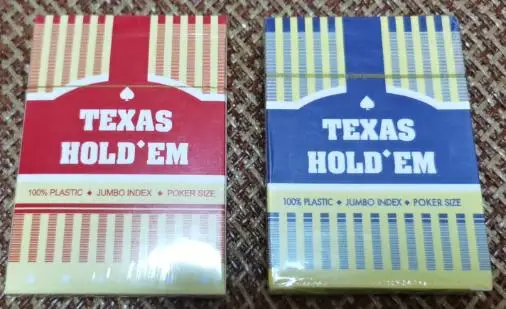 TEXAS
HOLD♦EM
100% PLASTIC ♦ JUMBO INDEX ♦ POKER SIZE
TEXAS
HOLD♦EM
100% PLASTIC ♦ JUMBO INDEX ♦ POKER SIZE